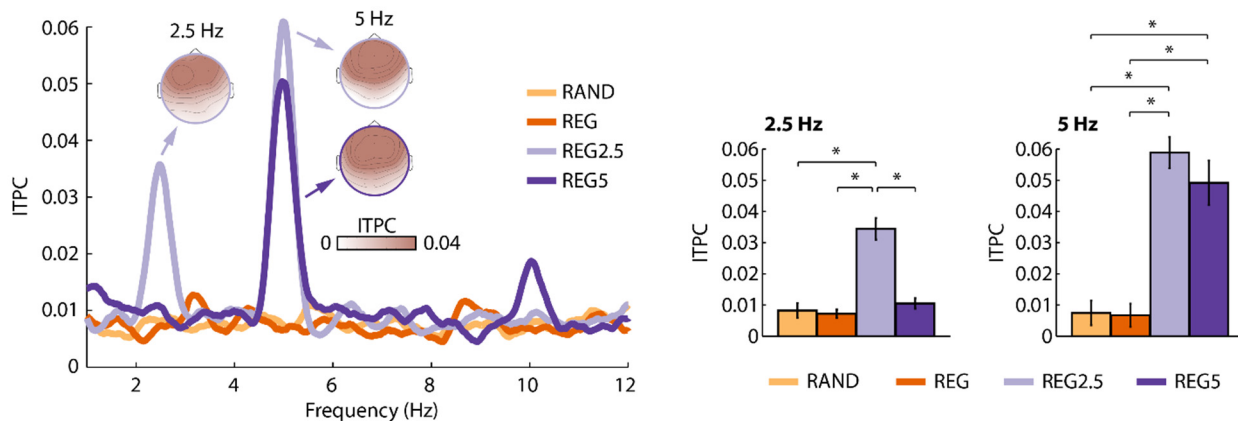 0.06
0.05
0.04
0.03
0.02
0.01
0
ITPC
2.5 Hz
5 Hz
RAND
REG
REG2.5
REG5
ITPC
0 0.04
2 4 6 8 10 12
Frequency (Hz)
2.5 Hz
* * *
0.06
0.05
0.04
0.03
0.02
0.01
0
ITPC
5 Hz
* * * *
0.06
0.05
0.04
0.03
0.02
0.01
0
ITPC
RAND REG REG2.5 REG5